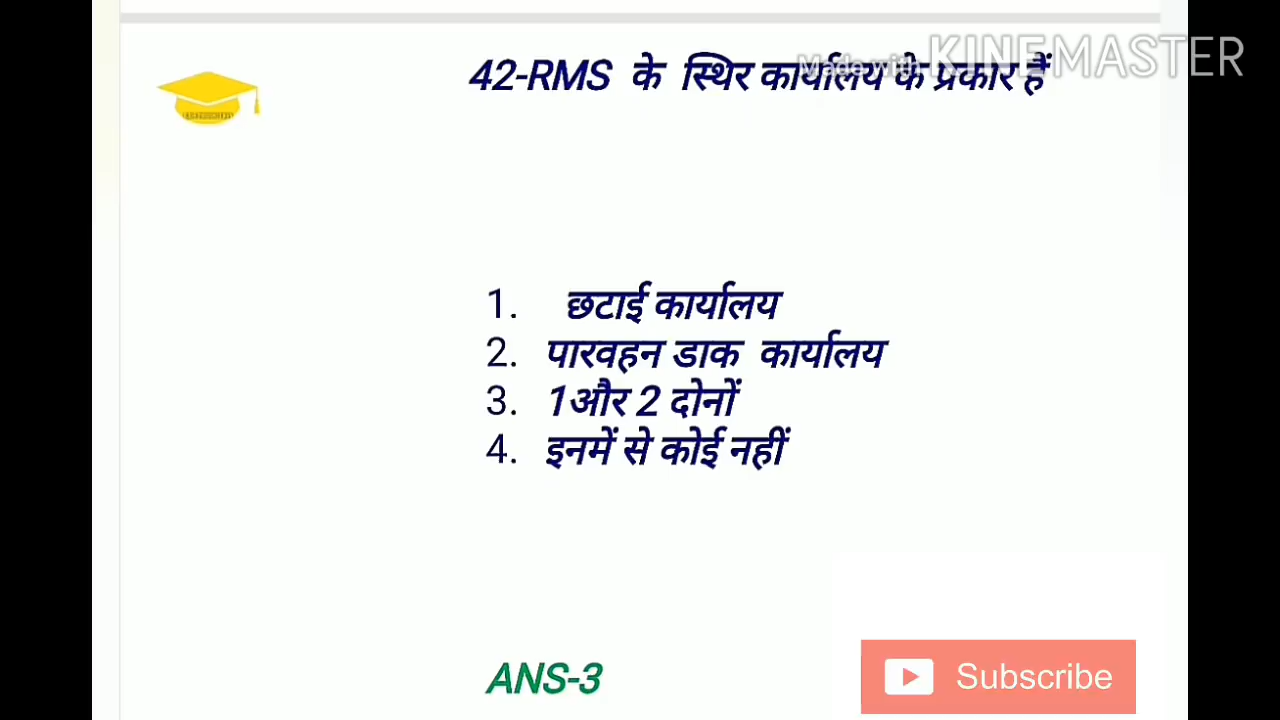 Made with KINEMASTER
42-RMS के स्थिर कार्यालय के प्रकार हैं
1. छटाई कार्यालय
2. पारवहन डाक कार्यालय
3. 1और 2 दोनों
4. इनमें से कोई नहीं
ANS-3
Subscribe